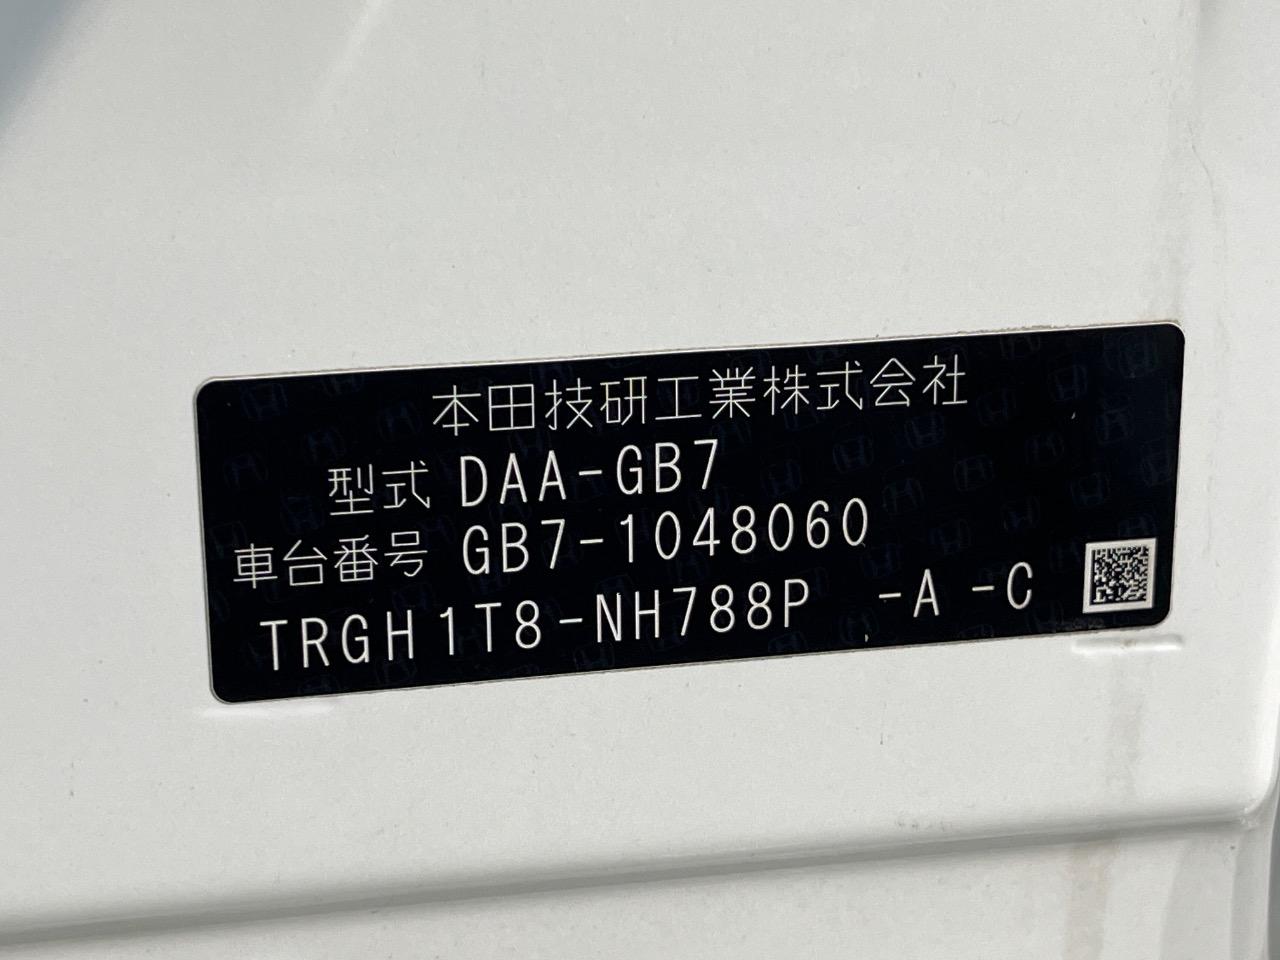 本田技研工業株式会社
型式 DAA-GB7
車台番号 GB7-1048060
TRGH1T8-NH788P -A -C